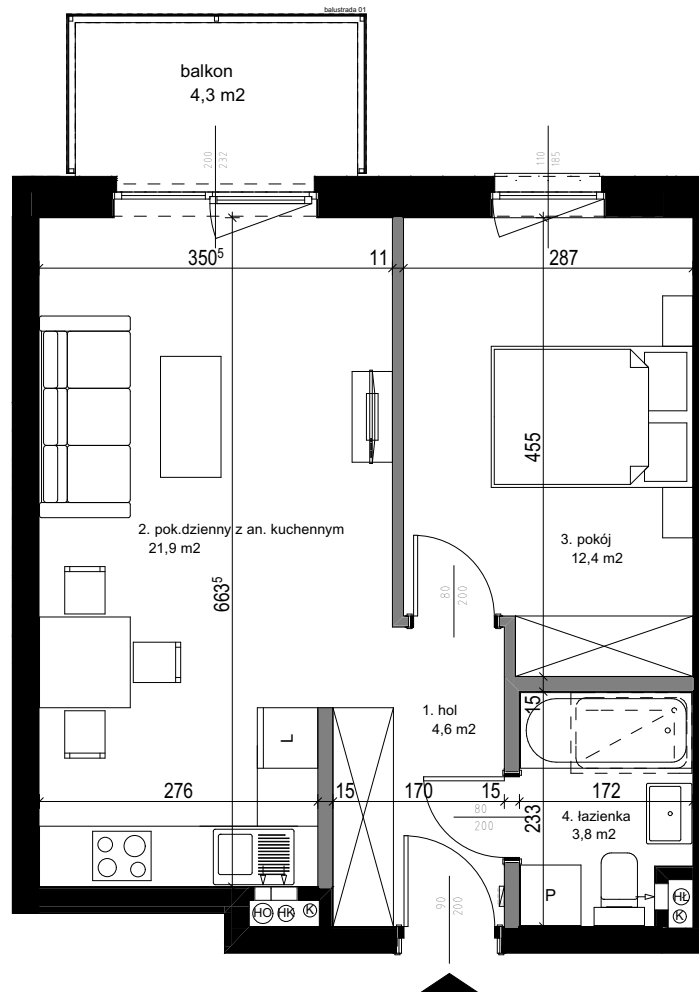 balustrada 01
balkon
4,3 m2
200
232
110
185
350⁵
11
287
455
2. pok.dzienny z an. kuchennym
21,9 m2
3. pokój
12,4 m2
663⁵
80
200
1. hol
4,6 m2
15
L
276
15
170
15
172
80
200
233
4. łazienka
3,8 m2
P
90
200
HO
HK
K
HŁ
K